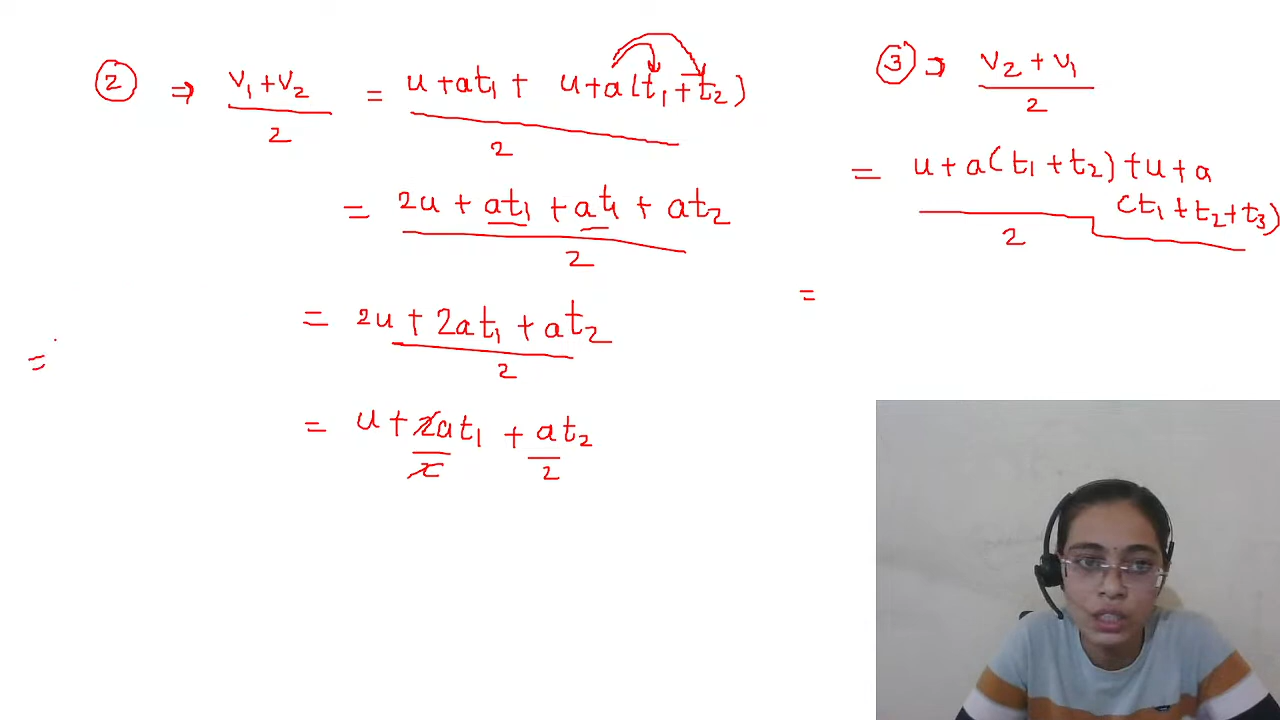 ② ⇒ v₁+v₂ / 2 = u+at₁ + u+a(t₁+t₂) / 2
= 2u + at₁ + at₁ + at₂ / 2
= 2u + 2at₁ + at₂ / 2
=
= u + 2at₁ / 2 + at₂ / 2
③ ⇒ v₂ + v₁ / 2
= u+a(t₁+t₂) + u + a
(t₁+t₂+t₃) / 2
=